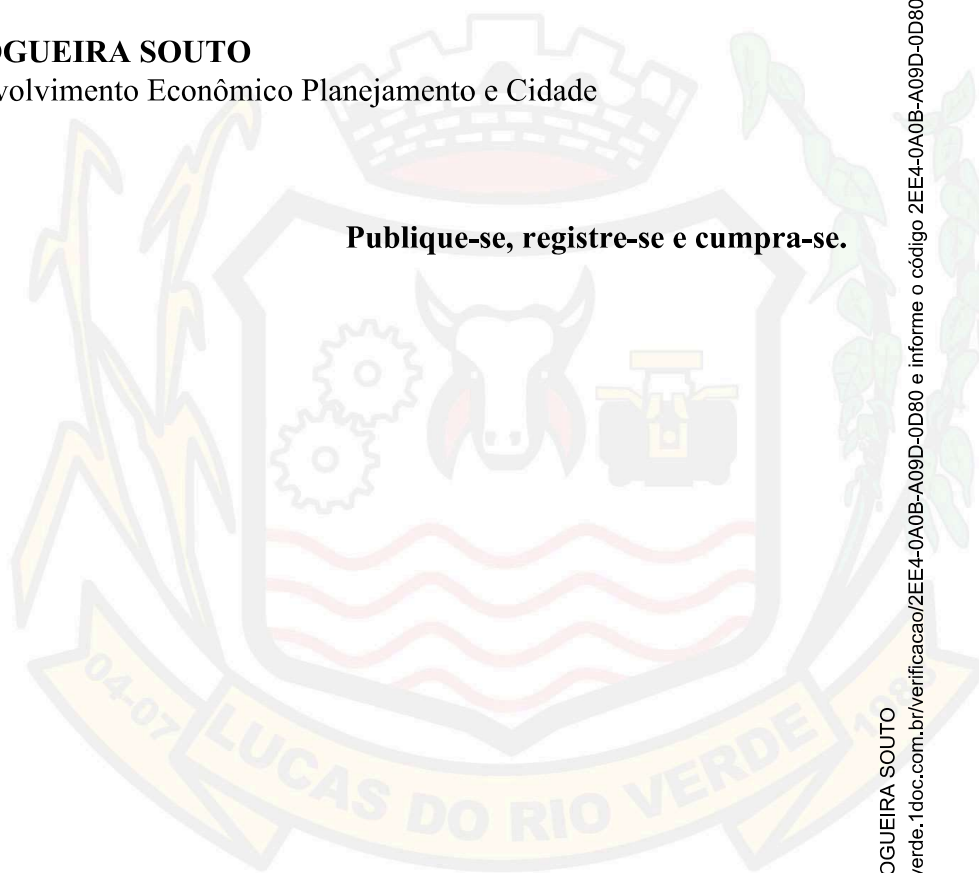 OGUEIRA SOUTO
volvimento Econômico Planejamento e Cidade
Publique-se, registre-se e cumpra-se.
04-07
LUCAS DO RIO VERDE
OGUEIRA SOUTO
verde.1doc.com.br/verificacao/2EE4-0A0B-A09D-0D80 e informe o código 2EE4-0A0B-A09D-0D80